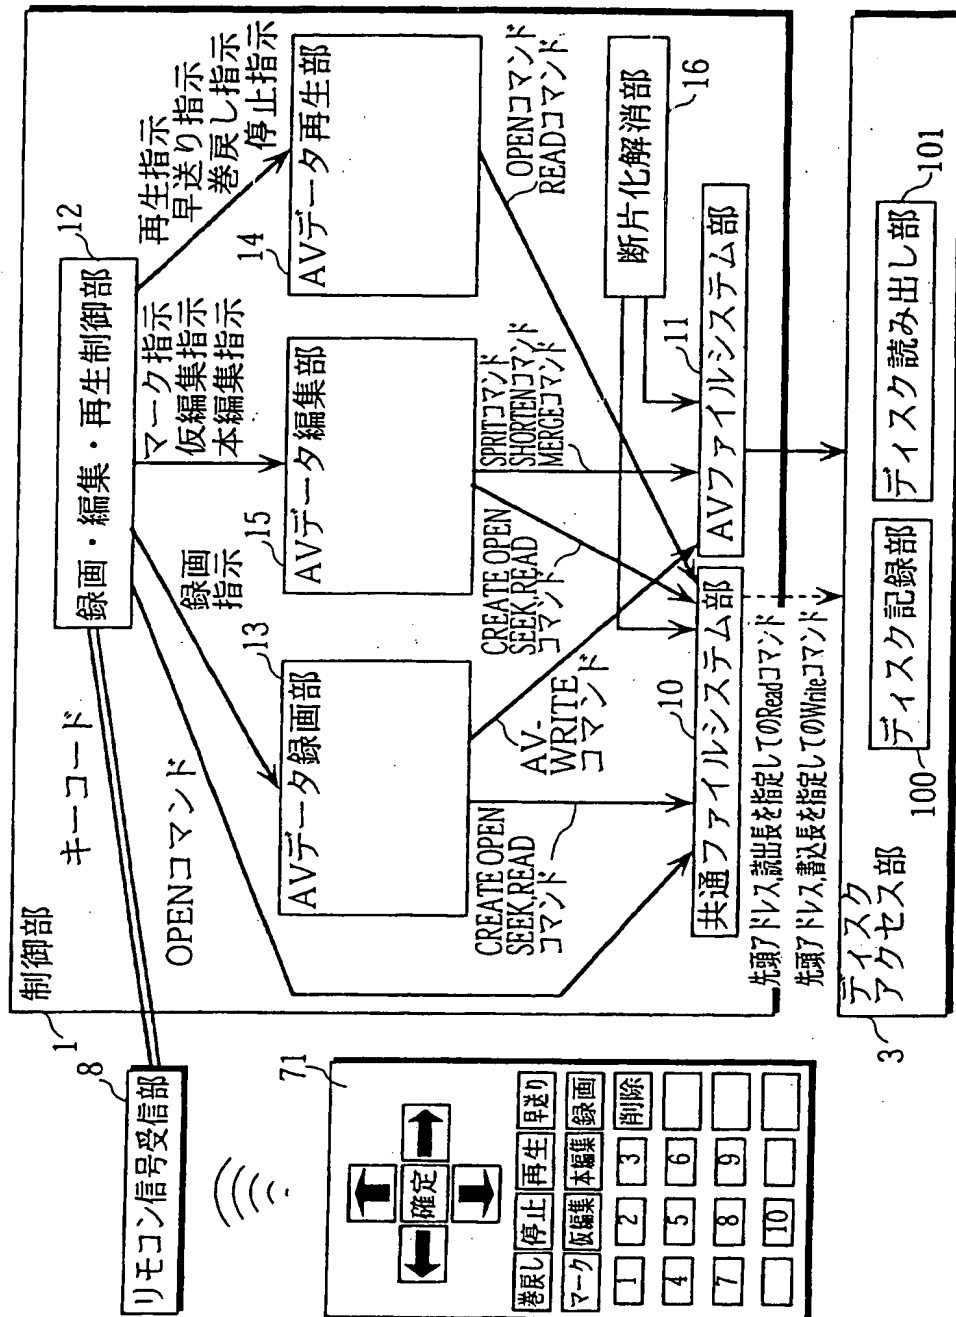 制御部
1
リモコン信号受信部
8
キーコード
OPENコマンド
録画・編集・再生制御部
12
録画
指示
マーク指示
仮編集指示
本編集指示
再生指示
早送り指示
巻戻し指示
停止指示
AVデータ録画部
13
AVデータ編集部
15
AVデータ再生部
14
CREATE OPEN
SEEK,READ
コマンド
AV-
WRITE
コマンド
CREATE OPEN
SEEK,READ
コマンド
SPRITコマンド
SHORTENコマンド
MERGEコマンド
OPENコマンド
READコマンド
断片化解消部
16
共通ファイルシステム部
10
AVファイルシステム部
11
先頭アドレス,読出長を指定してのReadコマンド
先頭アドレス,書込長を指定してのWriteコマンド
ディスク
アクセス部
3
ディスク記録部
100
ディスク読み出し部
101
71
確定
巻戻し 停止 再生 早送り
マーク 仮編集 本編集 録画
1 2 3 削除
4 5 6
7 8 9
10